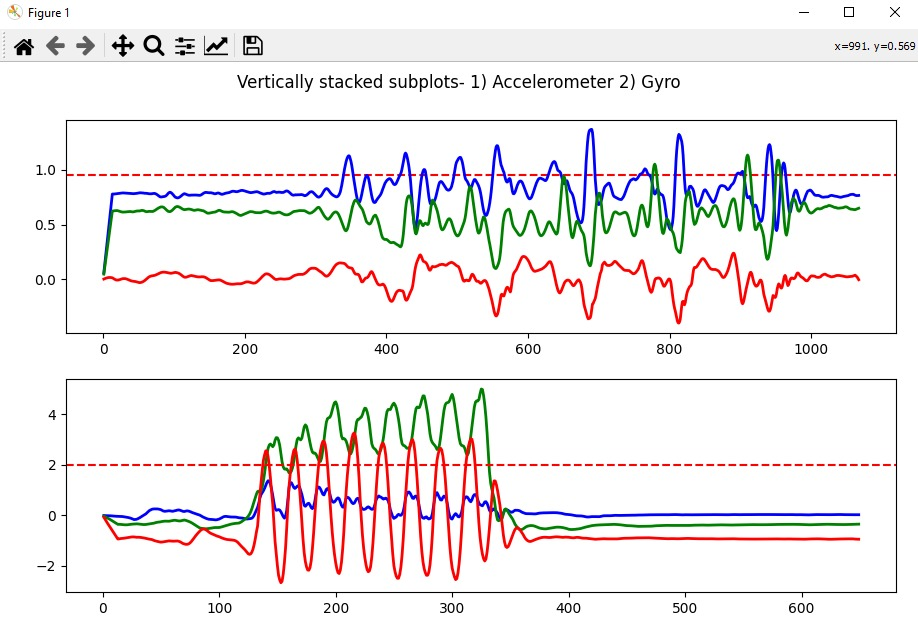 Figure 1
x=991. y=0.569
Vertically stacked subplots- 1) Accelerometer 2) Gyro
1.0
0.5
0.0
0 200 400 600 800 1000
4
2
0
−2
0 100 200 300 400 500 600